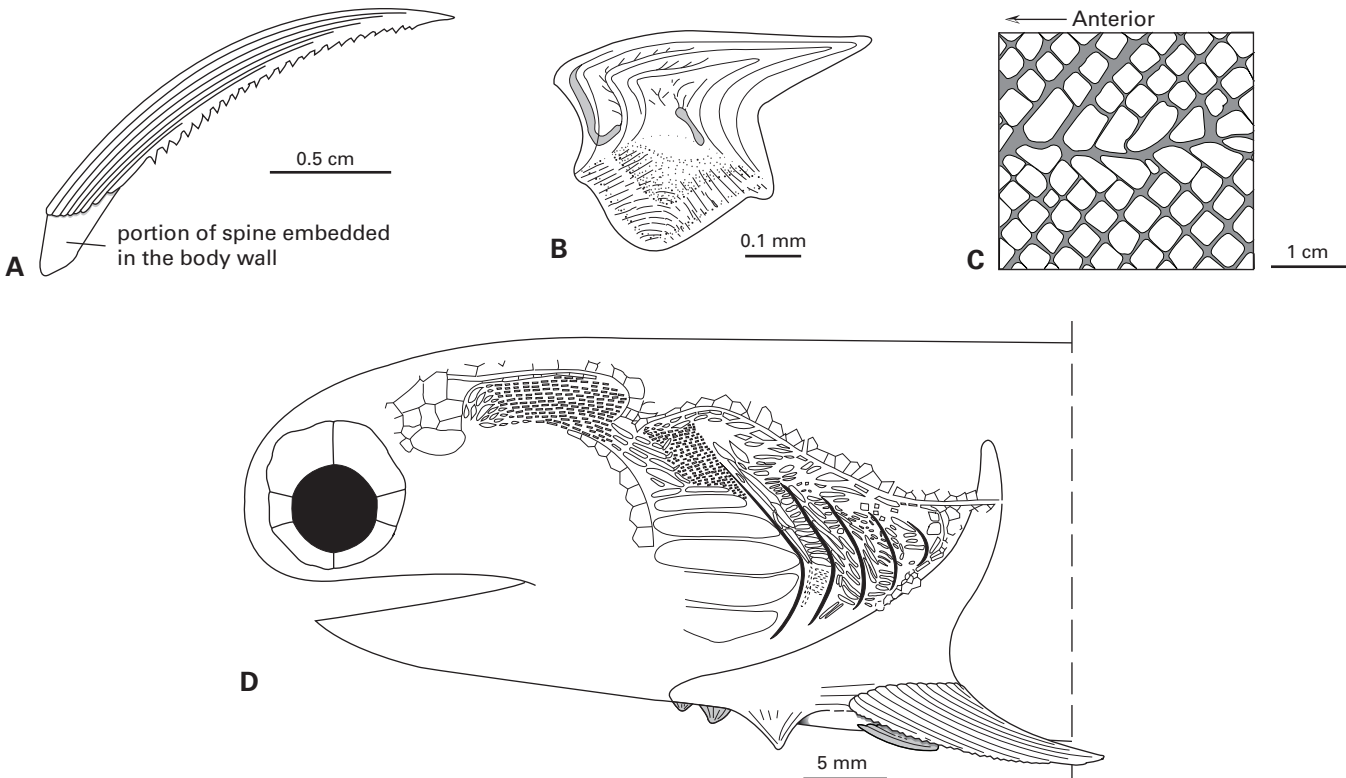 0.5 cm
portion of spine embedded
in the body wall
A
0.1 mm
B
Anterior
1 cm
C
D
5 mm